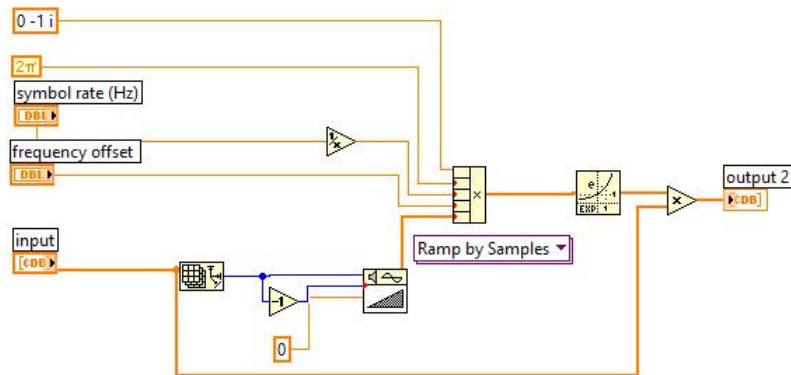 0 -1 i
2π
symbol rate (Hz)
DBL
1/x
frequency offset
DBL
x
e
EXP 1
-1
x
output 2
[CDB]
input
[CDB]
Ramp by Samples
-1
0